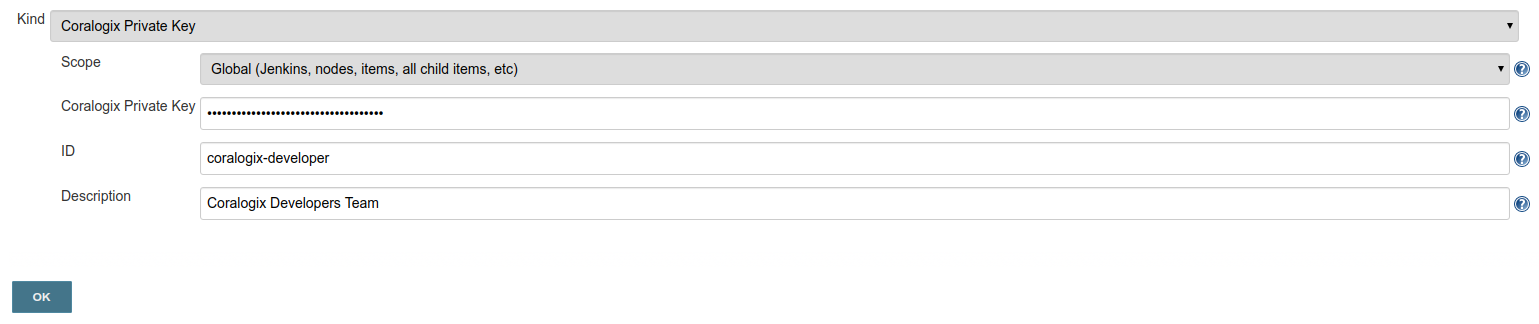 Kind Coralogix Private Key
Scope Global (Jenkins, nodes, items, all child items, etc)
Coralogix Private Key ••••••••••••••••••••••••••••••••••••
ID coralogix-developer
Description Coralogix Developers Team
OK